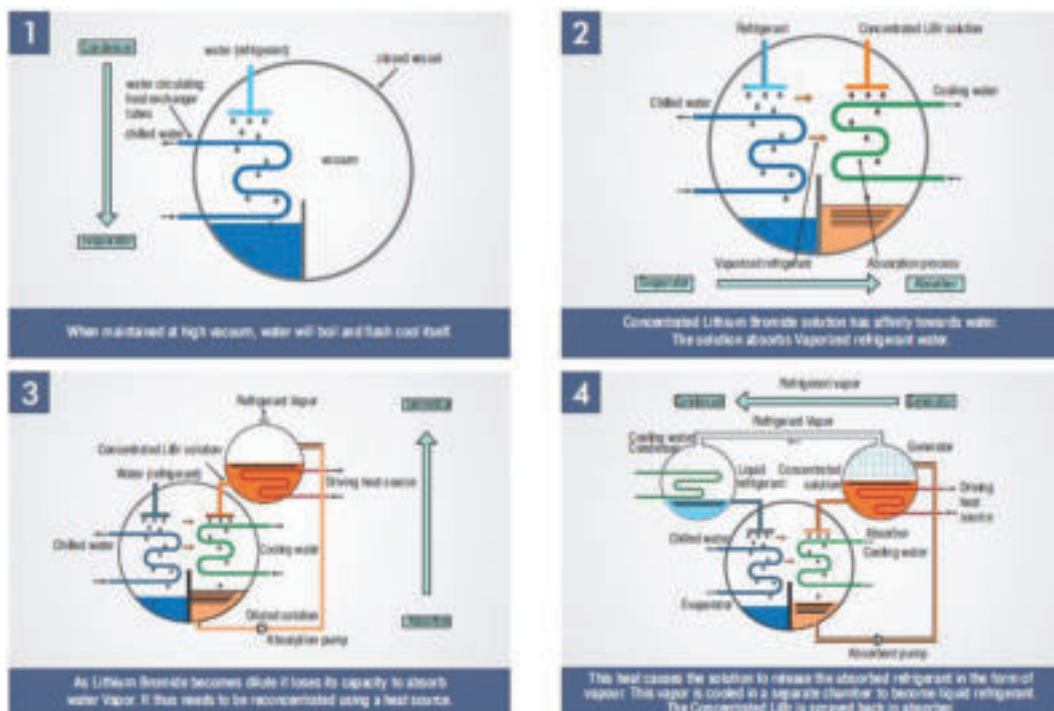 1
Condenser
water (refrigerant)
closed vessel
water circulating
heat exchanger
tubes
chilled water
vacuum
When maintained at high vacuum, water will boil and flash cool itself.
2
Refrigerant
Concentrated LiBr solution
Chilled water
Cooling water
Vaporized refrigerant
Absorption process
Evaporator
Absorber
Concentrated Lithium Bromide solution has affinity towards water.
The solution absorbs Vaporized refrigerant water.
3
Refrigerant Vapor
Concentrated LiBr solution
Water (refrigerant)
Driving heat source
Chilled water
Cooling water
Diluted solution
Absorption pump
As Lithium Bromide becomes dilute it loses its capacity to absorb
water Vapor. It thus needs to be reconcentrated using a heat source.
4
Refrigerant vapor
Condenser
Generator
Refrigerant Vapor
Cooling water
Condenser
Generator
Liquid
refrigerant
Concentrated
solution
Driving
heat
source
Chilled water
Absorber
Cooling water
Evaporator
Absorbent pump
This heat causes the solution to release the absorbed refrigerant in the form of
vapour. This vapor is cooled in a separate chamber to become liquid refrigerant.
The Concentrated LiBr is sprayed back in absorber.